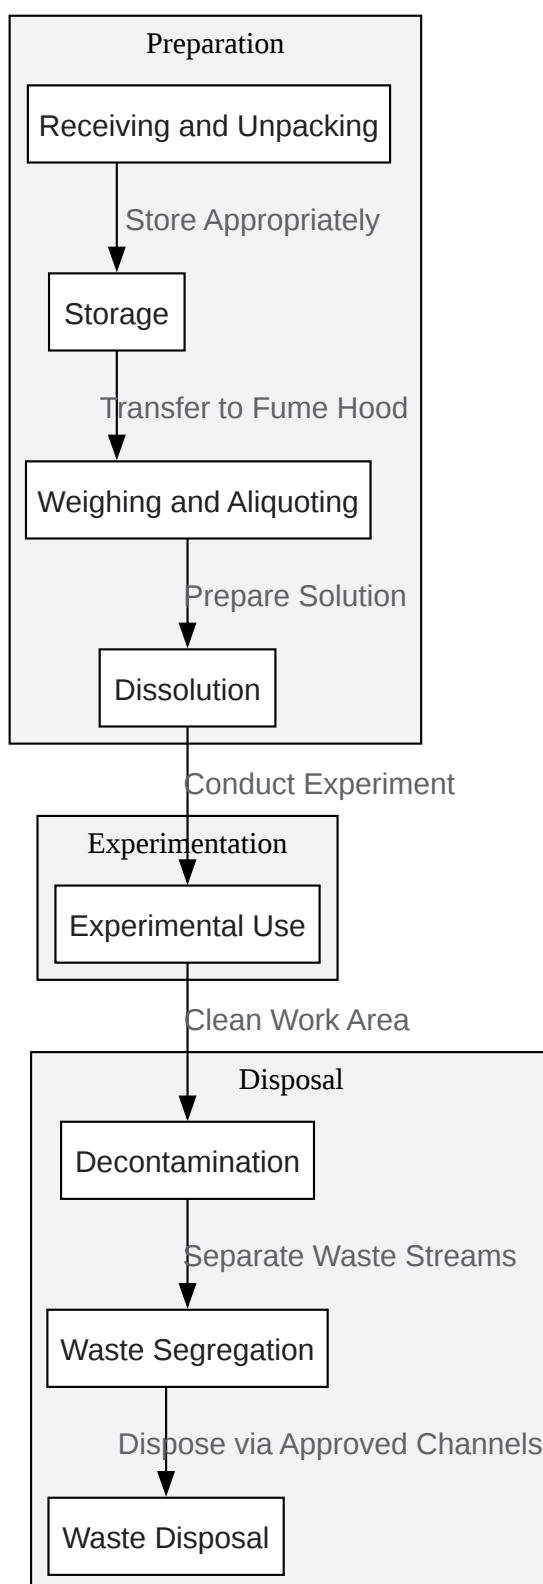 Preparation
Receiving and Unpacking
Store Appropriately
Storage
Transfer to Fume Hood
Weighing and Aliquoting
Prepare Solution
Dissolution
Conduct Experiment
Experimentation
Experimental Use
Clean Work Area
Disposal
Decontamination
Separate Waste Streams
Waste Segregation
Dispose via Approved Channels
Waste Disposal